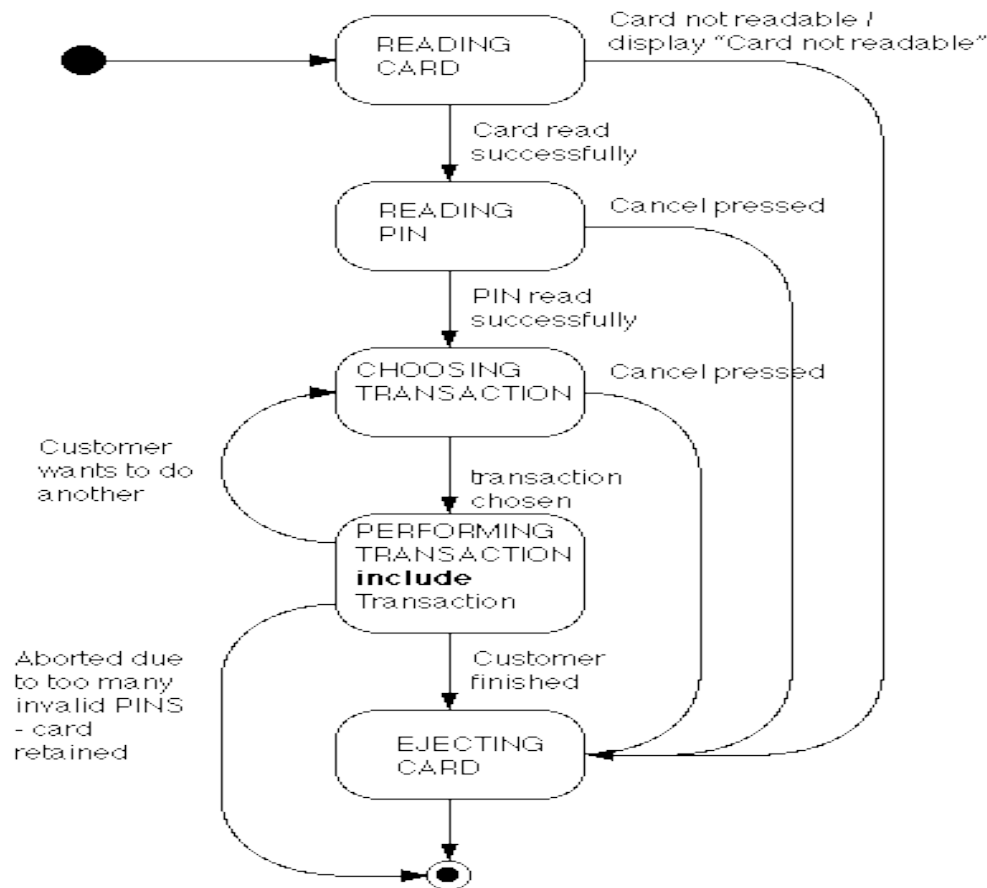 READING
CARD
Card not readable /
display “Card not readable”
Card read
successfully
READING
PIN
Cancel pressed
PIN read
successfully
CHOOSING
TRANSACTION
Cancel pressed
Customer
wants to do
another
transaction
chosen
PERFORMING
TRANSACTION
include
Transaction
Aborted due
to too many
invalid PINS
- card
retained
Customer
finished
EJECTING
CARD